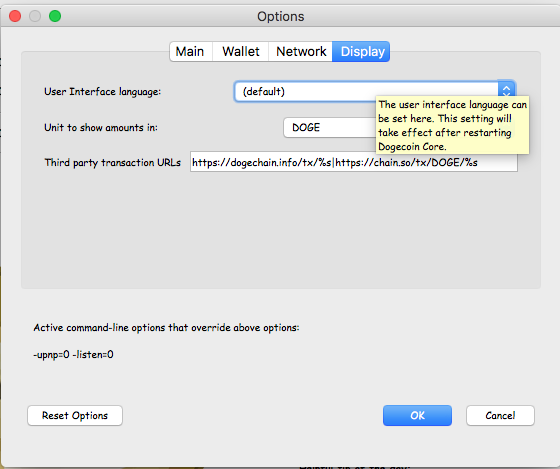 Options
Main Wallet Network Display
User Interface language: (default)
The user interface language can
be set here. This setting will
take effect after restarting
Dogecoin Core.
Unit to show amounts in: DOGE
Third party transaction URLs https://dogechain.info/tx/%s|https://chain.so/tx/DOGE/%s
Active command-line options that override above options:
-upnp=0 -listen=0
Reset Options OK Cancel